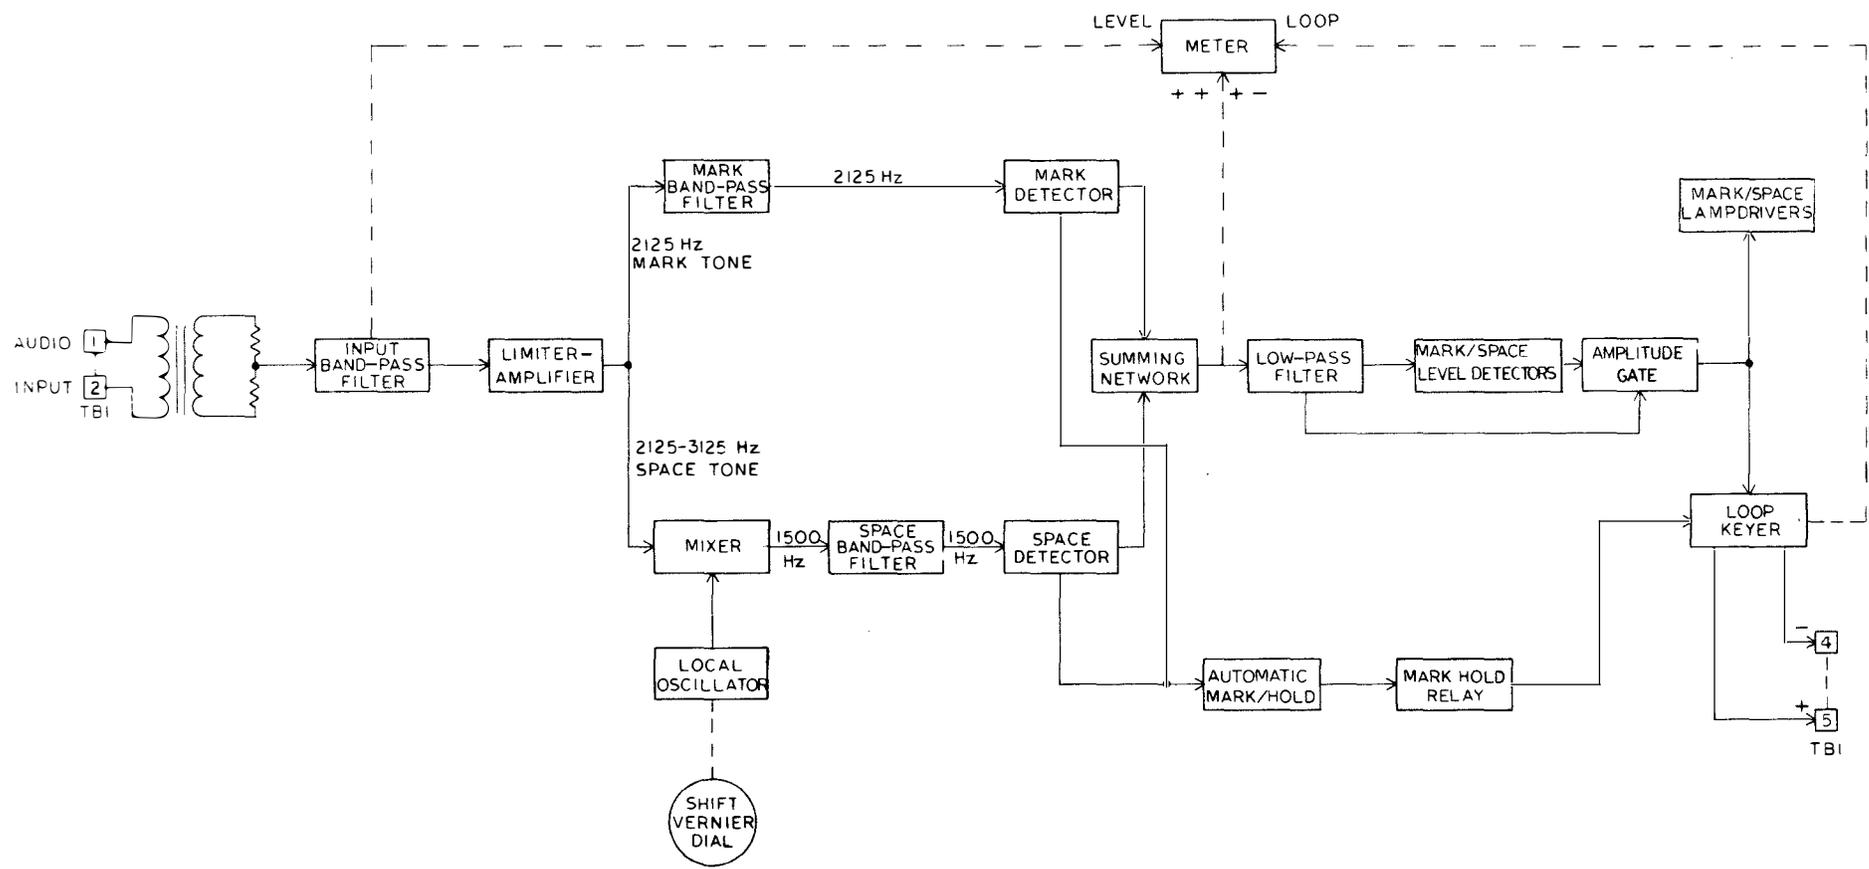 LEVEL
METER
LOOP
+ + + −
MARK
BAND-PASS
FILTER
2125 Hz
MARK
DETECTOR
MARK/SPACE
LAMPDRIVERS
2125 Hz
MARK TONE
AUDIO
1
INPUT
2
TB1
INPUT
BAND-PASS
FILTER
LIMITER-
AMPLIFIER
SUMMING
NETWORK
LOW-PASS
FILTER
MARK/SPACE
LEVEL DETECTORS
AMPLITUDE
GATE
2125-3125 Hz
SPACE TONE
MIXER
1500
Hz
SPACE
BAND-PASS
FILTER
1500
Hz
SPACE
DETECTOR
LOOP
KEYER
LOCAL
OSCILLATOR
AUTOMATIC
MARK/HOLD
MARK HOLD
RELAY
−
4
+
5
TB1
SHIFT
VERNIER
DIAL